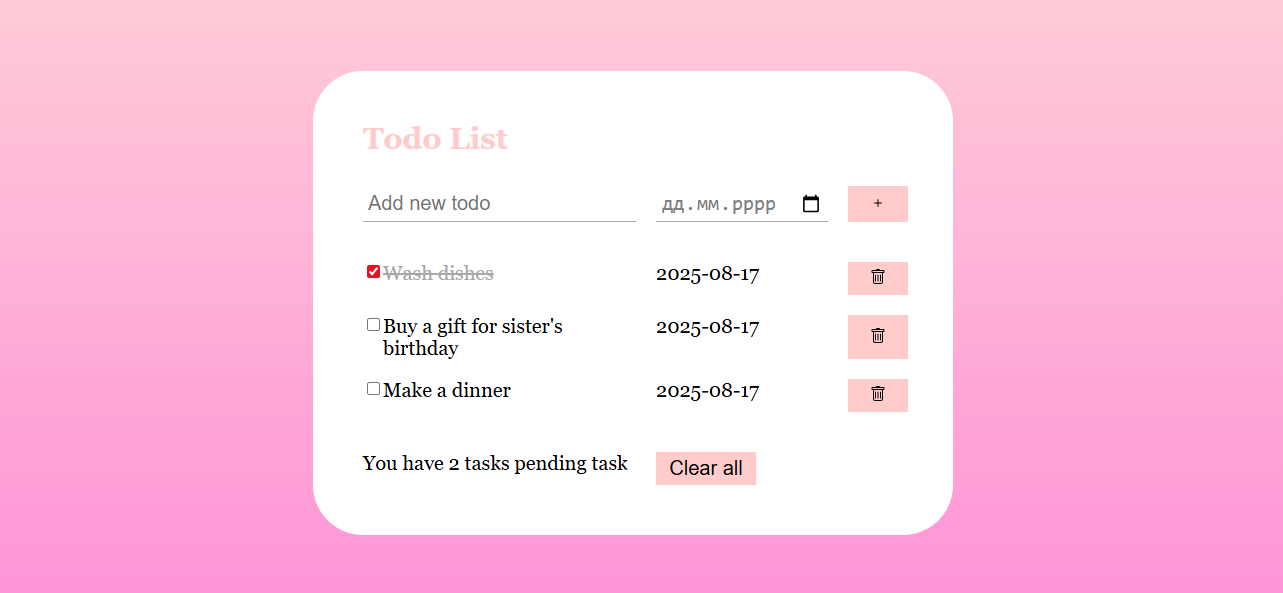 Todo List
Add new todo дд.мм.рррр +
Wash dishes 2025-08-17
Buy a gift for sister's 2025-08-17
birthday
Make a dinner 2025-08-17
You have 2 tasks pending task Clear all